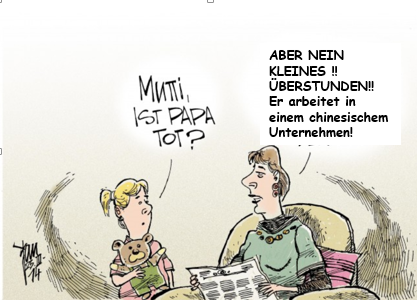 MUTTI,
IST PAPA
TOT?
ABER NEIN
KLEINES !!
ÜBERSTUNDEN!!
Er arbeitet in
einem chinesischem
Unternehmen!